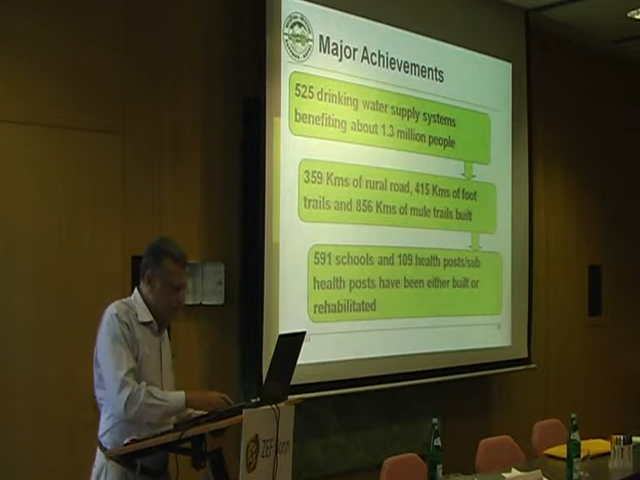 Major Achievements
525 drinking water supply systems
benefiting about 1.3 million people
359 Kms of rural road, 415 Kms of foot
trails and 856 Kms of mule trails built
591 schools and 109 health posts/sub
health posts have been either built or
rehabilitated
ZEF Bonn